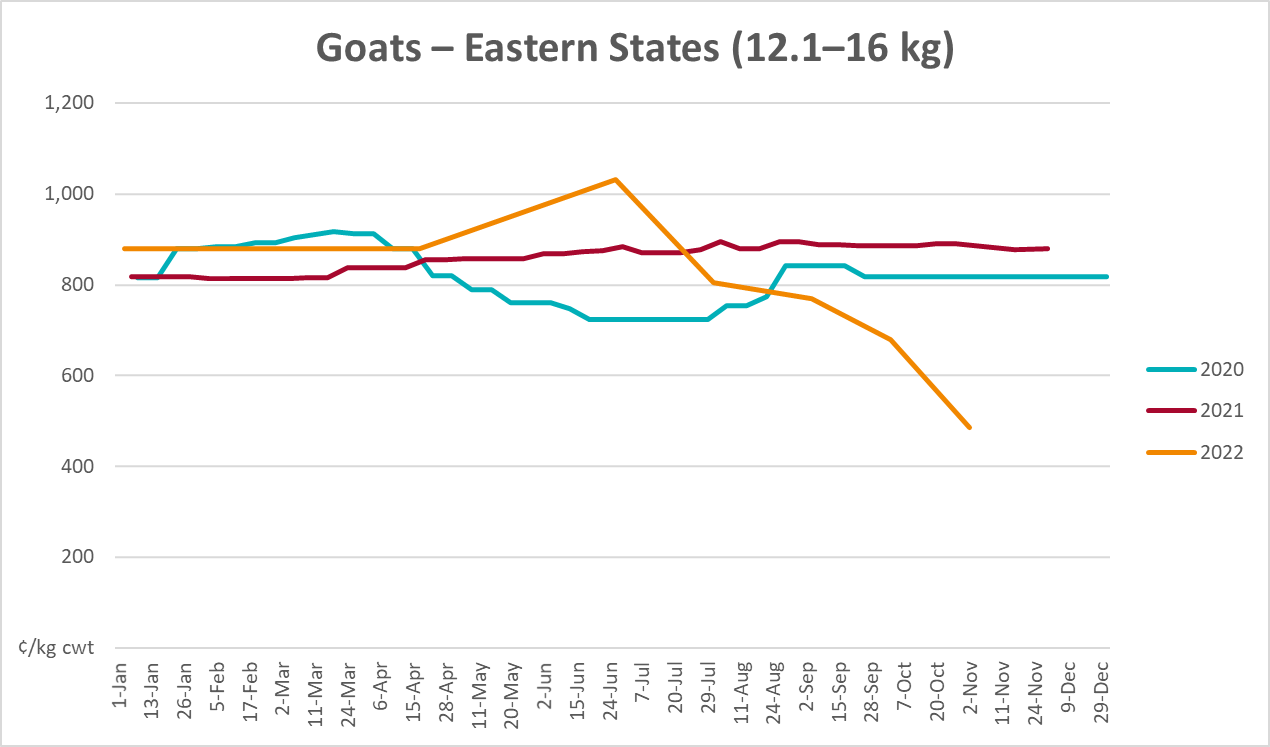 Goats – Eastern States (12.1–16 kg)
1,200
1,000
800
600
400
200
¢/kg cwt
1-Jan
13-Jan
26-Jan
5-Feb
17-Feb
2-Mar
11-Mar
24-Mar
6-Apr
15-Apr
28-Apr
11-May
20-May
2-Jun
15-Jun
24-Jun
7-Jul
20-Jul
29-Jul
11-Aug
24-Aug
2-Sep
15-Sep
28-Sep
7-Oct
20-Oct
2-Nov
11-Nov
24-Nov
9-Dec
29-Dec
2020
2021
2022